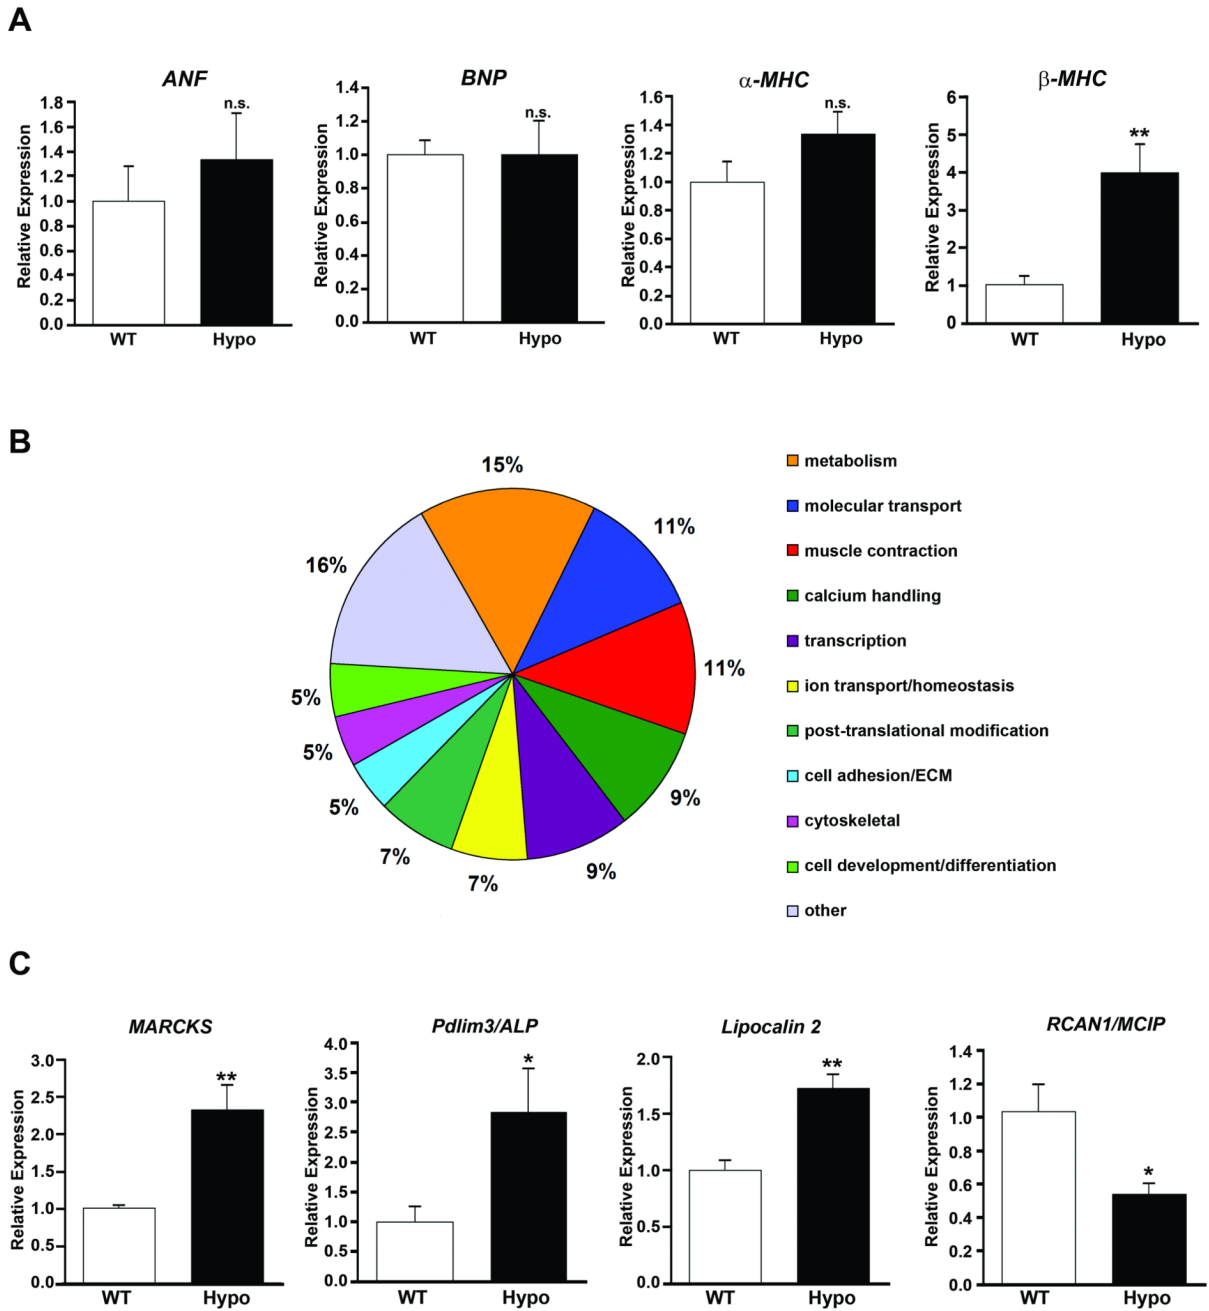 A
ANF
BNP
α-MHC
β-MHC
n.s.
n.s.
n.s.
**
Relative Expression
1.8
1.6
1.4
1.2
1.0
0.8
0.6
0.4
0.2
0.0
WT
Hypo
Relative Expression
1.4
1.2
1.0
0.8
0.6
0.4
0.2
0.0
WT
Hypo
Relative Expression
1.6
1.4
1.2
1.0
0.8
0.6
0.4
0.2
0.0
WT
Hypo
Relative Expression
6
5
4
3
2
1
0
WT
Hypo
B
15%
11%
11%
9%
9%
7%
7%
5%
5%
5%
16%
metabolism
molecular transport
muscle contraction
calcium handling
transcription
ion transport/homeostasis
post-translational modification
cell adhesion/ECM
cytoskeletal
cell development/differentiation
other
C
MARCKS
Pdlim3/ALP
Lipocalin 2
RCAN1/MCIP
**
*
**
*
Relative Expression
3.0
2.5
2.0
1.5
1.0
0.5
0.0
WT
Hypo
Relative Expression
4.0
3.5
3.0
2.5
2.0
1.5
1.0
0.5
0.0
WT
Hypo
Relative Expression
2.0
1.5
1.0
0.5
0.0
WT
Hypo
Relative Expression
1.4
1.2
1.0
0.8
0.6
0.4
0.2
0.0
WT
Hypo